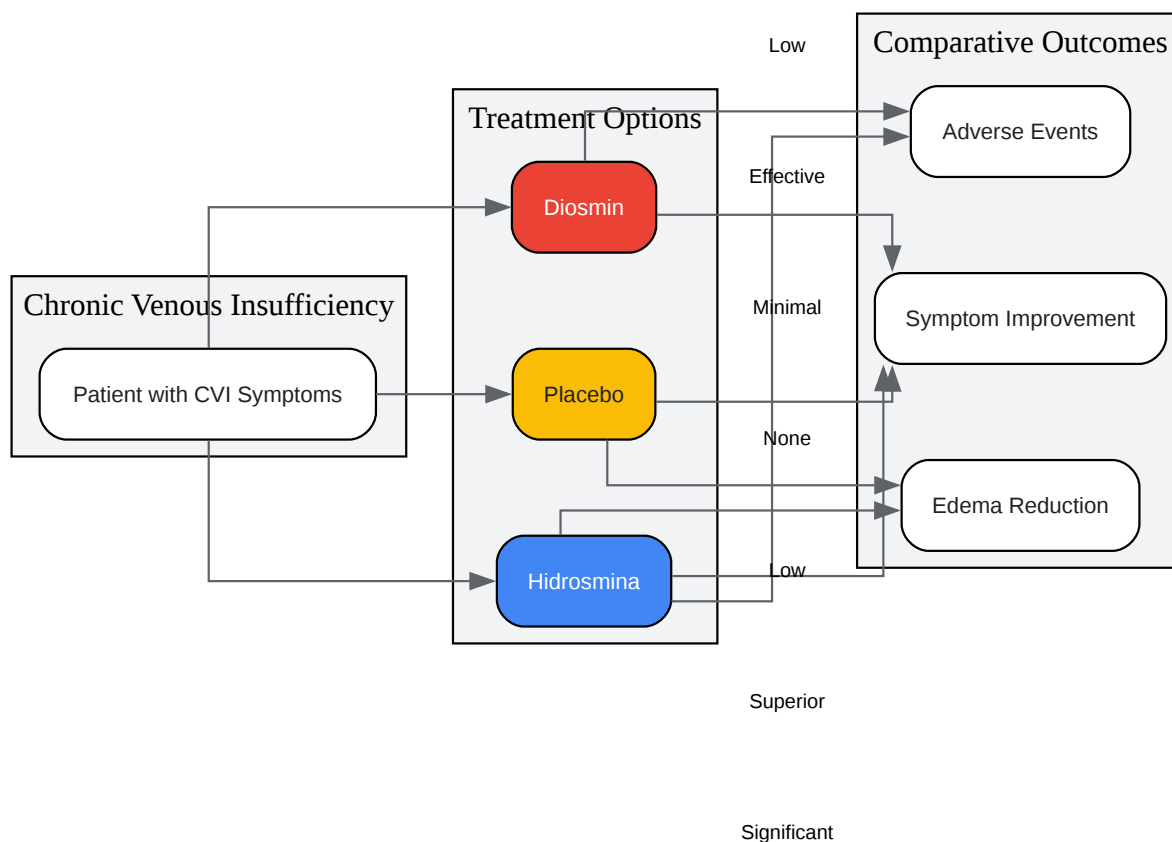 Chronic Venous Insufficiency
Patient with CVI Symptoms
Treatment Options
Diosmin
Placebo
Hidrosmina
Low
Effective
Minimal
None
Low
Superior
Significant
Comparative Outcomes
Adverse Events
Symptom Improvement
Edema Reduction